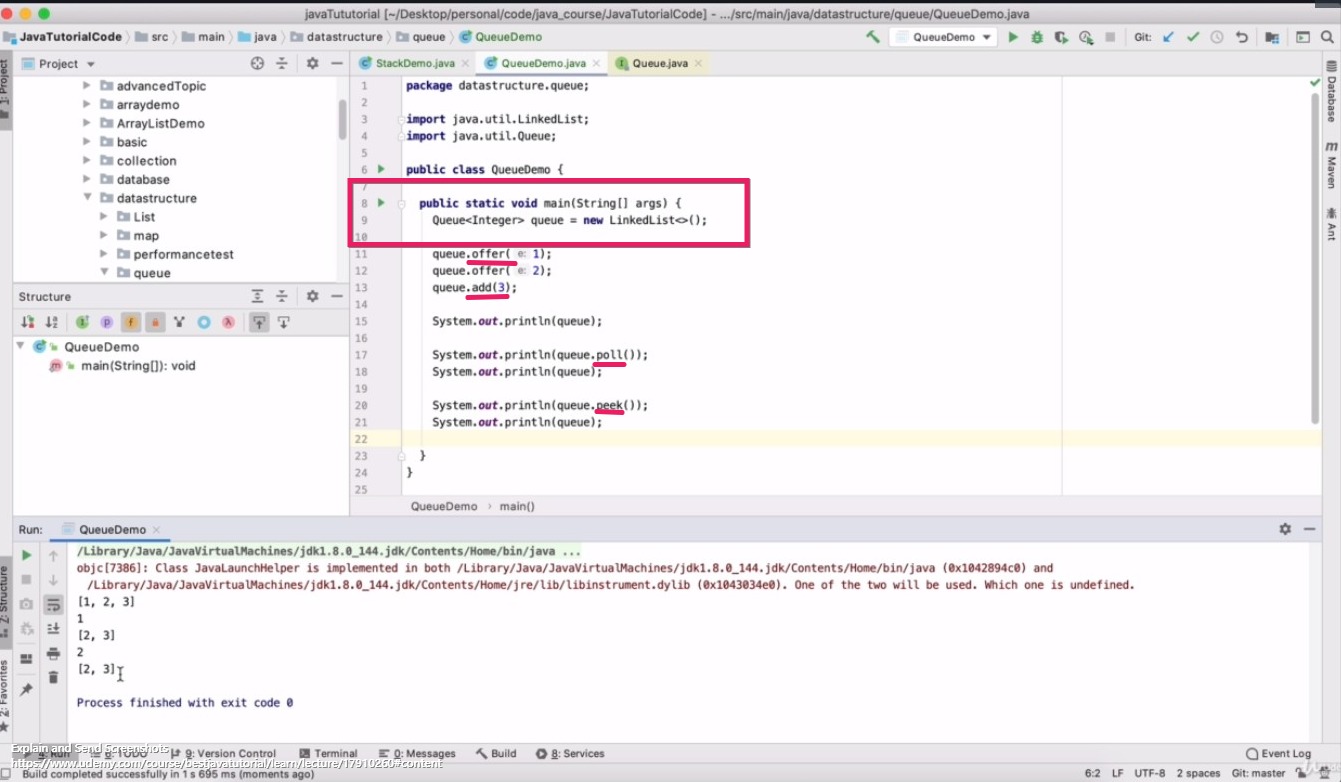 javaTututorial [~/Desktop/personal/code/java_course/JavaTutorialCode] - .../src/main/java/datastructure/queue/QueueDemo.java
JavaTutorialCode src main java datastructure queue QueueDemo QueueDemo Git:
Project StackDemo.java QueueDemo.java Queue.java
1: Project
advancedTopic
arraydemo
ArrayListDemo
basic
collection
database
datastructure
List
map
performancetest
queue
Structure
QueueDemo
main(String[]): void
1 package datastructure.queue;
2
3 import java.util.LinkedList;
4 import java.util.Queue;
5
6 public class QueueDemo {
7
8 public static void main(String[] args) {
9 Queue<Integer> queue = new LinkedList<>();
10
11 queue.offer( e: 1);
12 queue.offer( e: 2);
13 queue.add(3);
14
15 System.out.println(queue);
16
17 System.out.println(queue.poll());
18 System.out.println(queue);
19
20 System.out.println(queue.peek());
21 System.out.println(queue);
22
23 }
24 }
25
QueueDemo › main()
Database
Maven
Ant
Run: QueueDemo
/Library/Java/JavaVirtualMachines/jdk1.8.0_144.jdk/Contents/Home/bin/java ...
objc[7386]: Class JavaLaunchHelper is implemented in both /Library/Java/JavaVirtualMachines/jdk1.8.0_144.jdk/Contents/Home/bin/java (0x1042894c0) and
/Library/Java/JavaVirtualMachines/jdk1.8.0_144.jdk/Contents/Home/jre/lib/libinstrument.dylib (0x1043034e0). One of the two will be used. Which one is undefined.
[1, 2, 3]
1
[2, 3]
2
[2, 3]
Process finished with exit code 0
Z: Structure
2: Favorites
Explain and Send Screenshots
4: Run 6: TODO 9: Version Control Terminal 0: Messages Build 8: Services Event Log
https://www.udemy.com/course/bestjavatutorial/learn/lecture/17910260#content
Build completed successfully in 1 s 695 ms (moments ago) 6:2 LF UTF-8 2 spaces Git: master